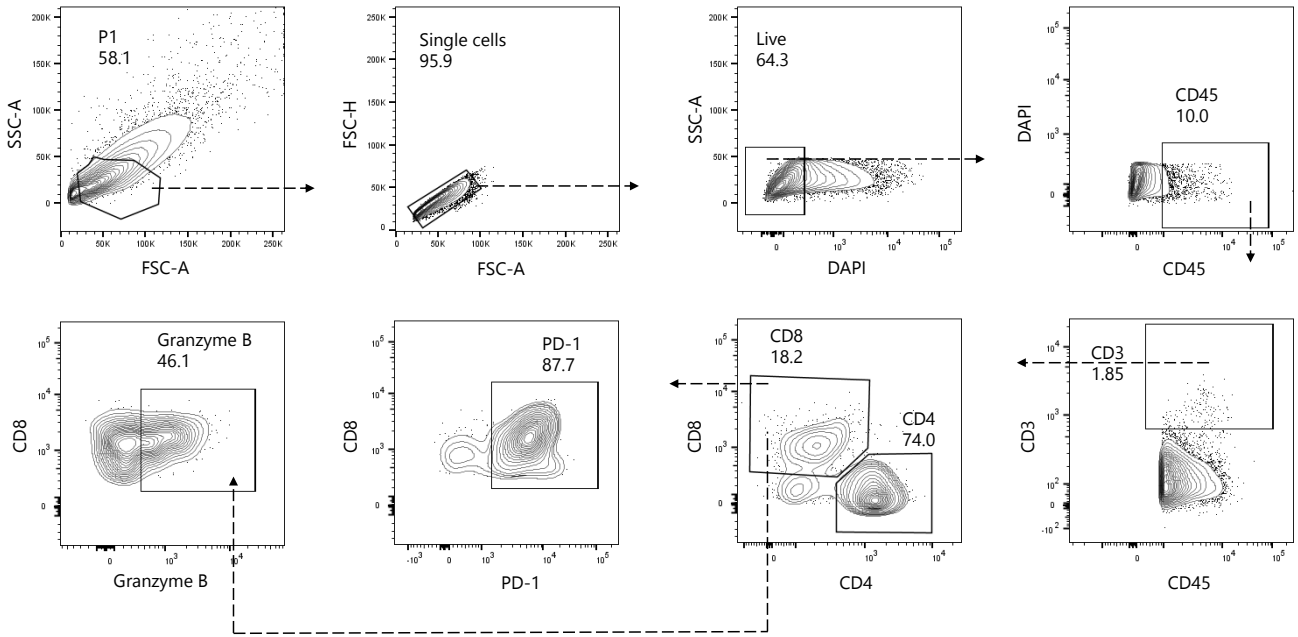 P1
58.1
SSC-A
200K
150K
100K
50K
0
0
50K
100K
150K
200K
250K
FSC-A
Single cells
95.9
FSC-H
250K
200K
150K
100K
50K
0
0
50K
100K
150K
200K
250K
FSC-A
Live
64.3
SSC-A
200K
150K
100K
50K
0
0
10^3
10^4
10^5
DAPI
CD45
10.0
DAPI
10^5
10^4
10^3
0
0
10^4
10^5
CD45
Granzyme B
46.1
CD8
10^5
10^4
10^3
0
0
10^3
10^4
Granzyme B
PD-1
87.7
CD8
10^5
10^4
10^3
0
-10^3
0
10^3
10^4
10^5
PD-1
CD8
18.2
CD4
74.0
CD8
10^5
10^4
10^3
0
0
10^3
10^4
CD4
CD3
1.85
CD3
10^4
10^3
10^2
0
-10^2
0
10^4
10^5
CD45